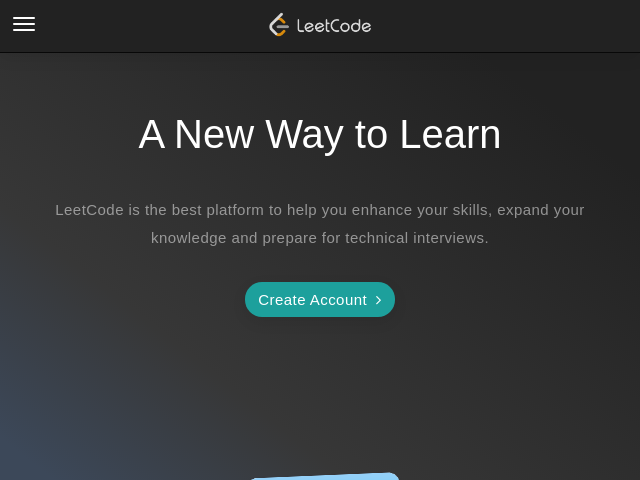 LeetCode
A New Way to Learn
LeetCode is the best platform to help you enhance your skills, expand your
knowledge and prepare for technical interviews.
Create Account